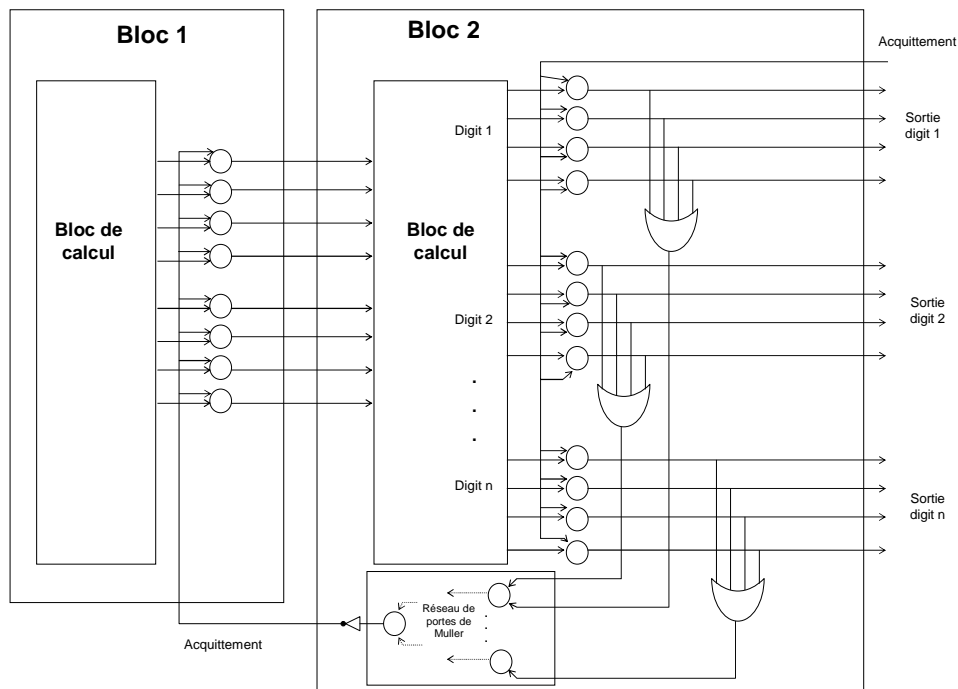 Bloc 1
Bloc 2
Acquittement
Digit 1
Sortie
digit 1
Bloc de
calcul
Bloc de
calcul
Digit 2
Sortie
digit 2
.
.
.
Digit n
Sortie
digit n
Réseau de
portes de
Muller
.
.
.
Acquittement